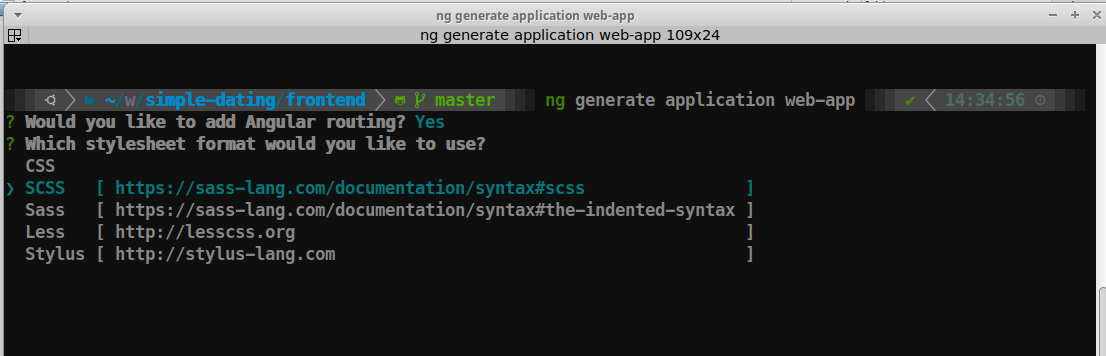 ng generate application web-app
ng generate application web-app 109x24
~/w/simple-dating/frontend master ng generate application web-app ✔ 14:34:56
? Would you like to add Angular routing? Yes
? Which stylesheet format would you like to use?
CSS
❯ SCSS [ https://sass-lang.com/documentation/syntax#scss ]
Sass [ https://sass-lang.com/documentation/syntax#the-indented-syntax ]
Less [ http://lesscss.org ]
Stylus [ http://stylus-lang.com ]